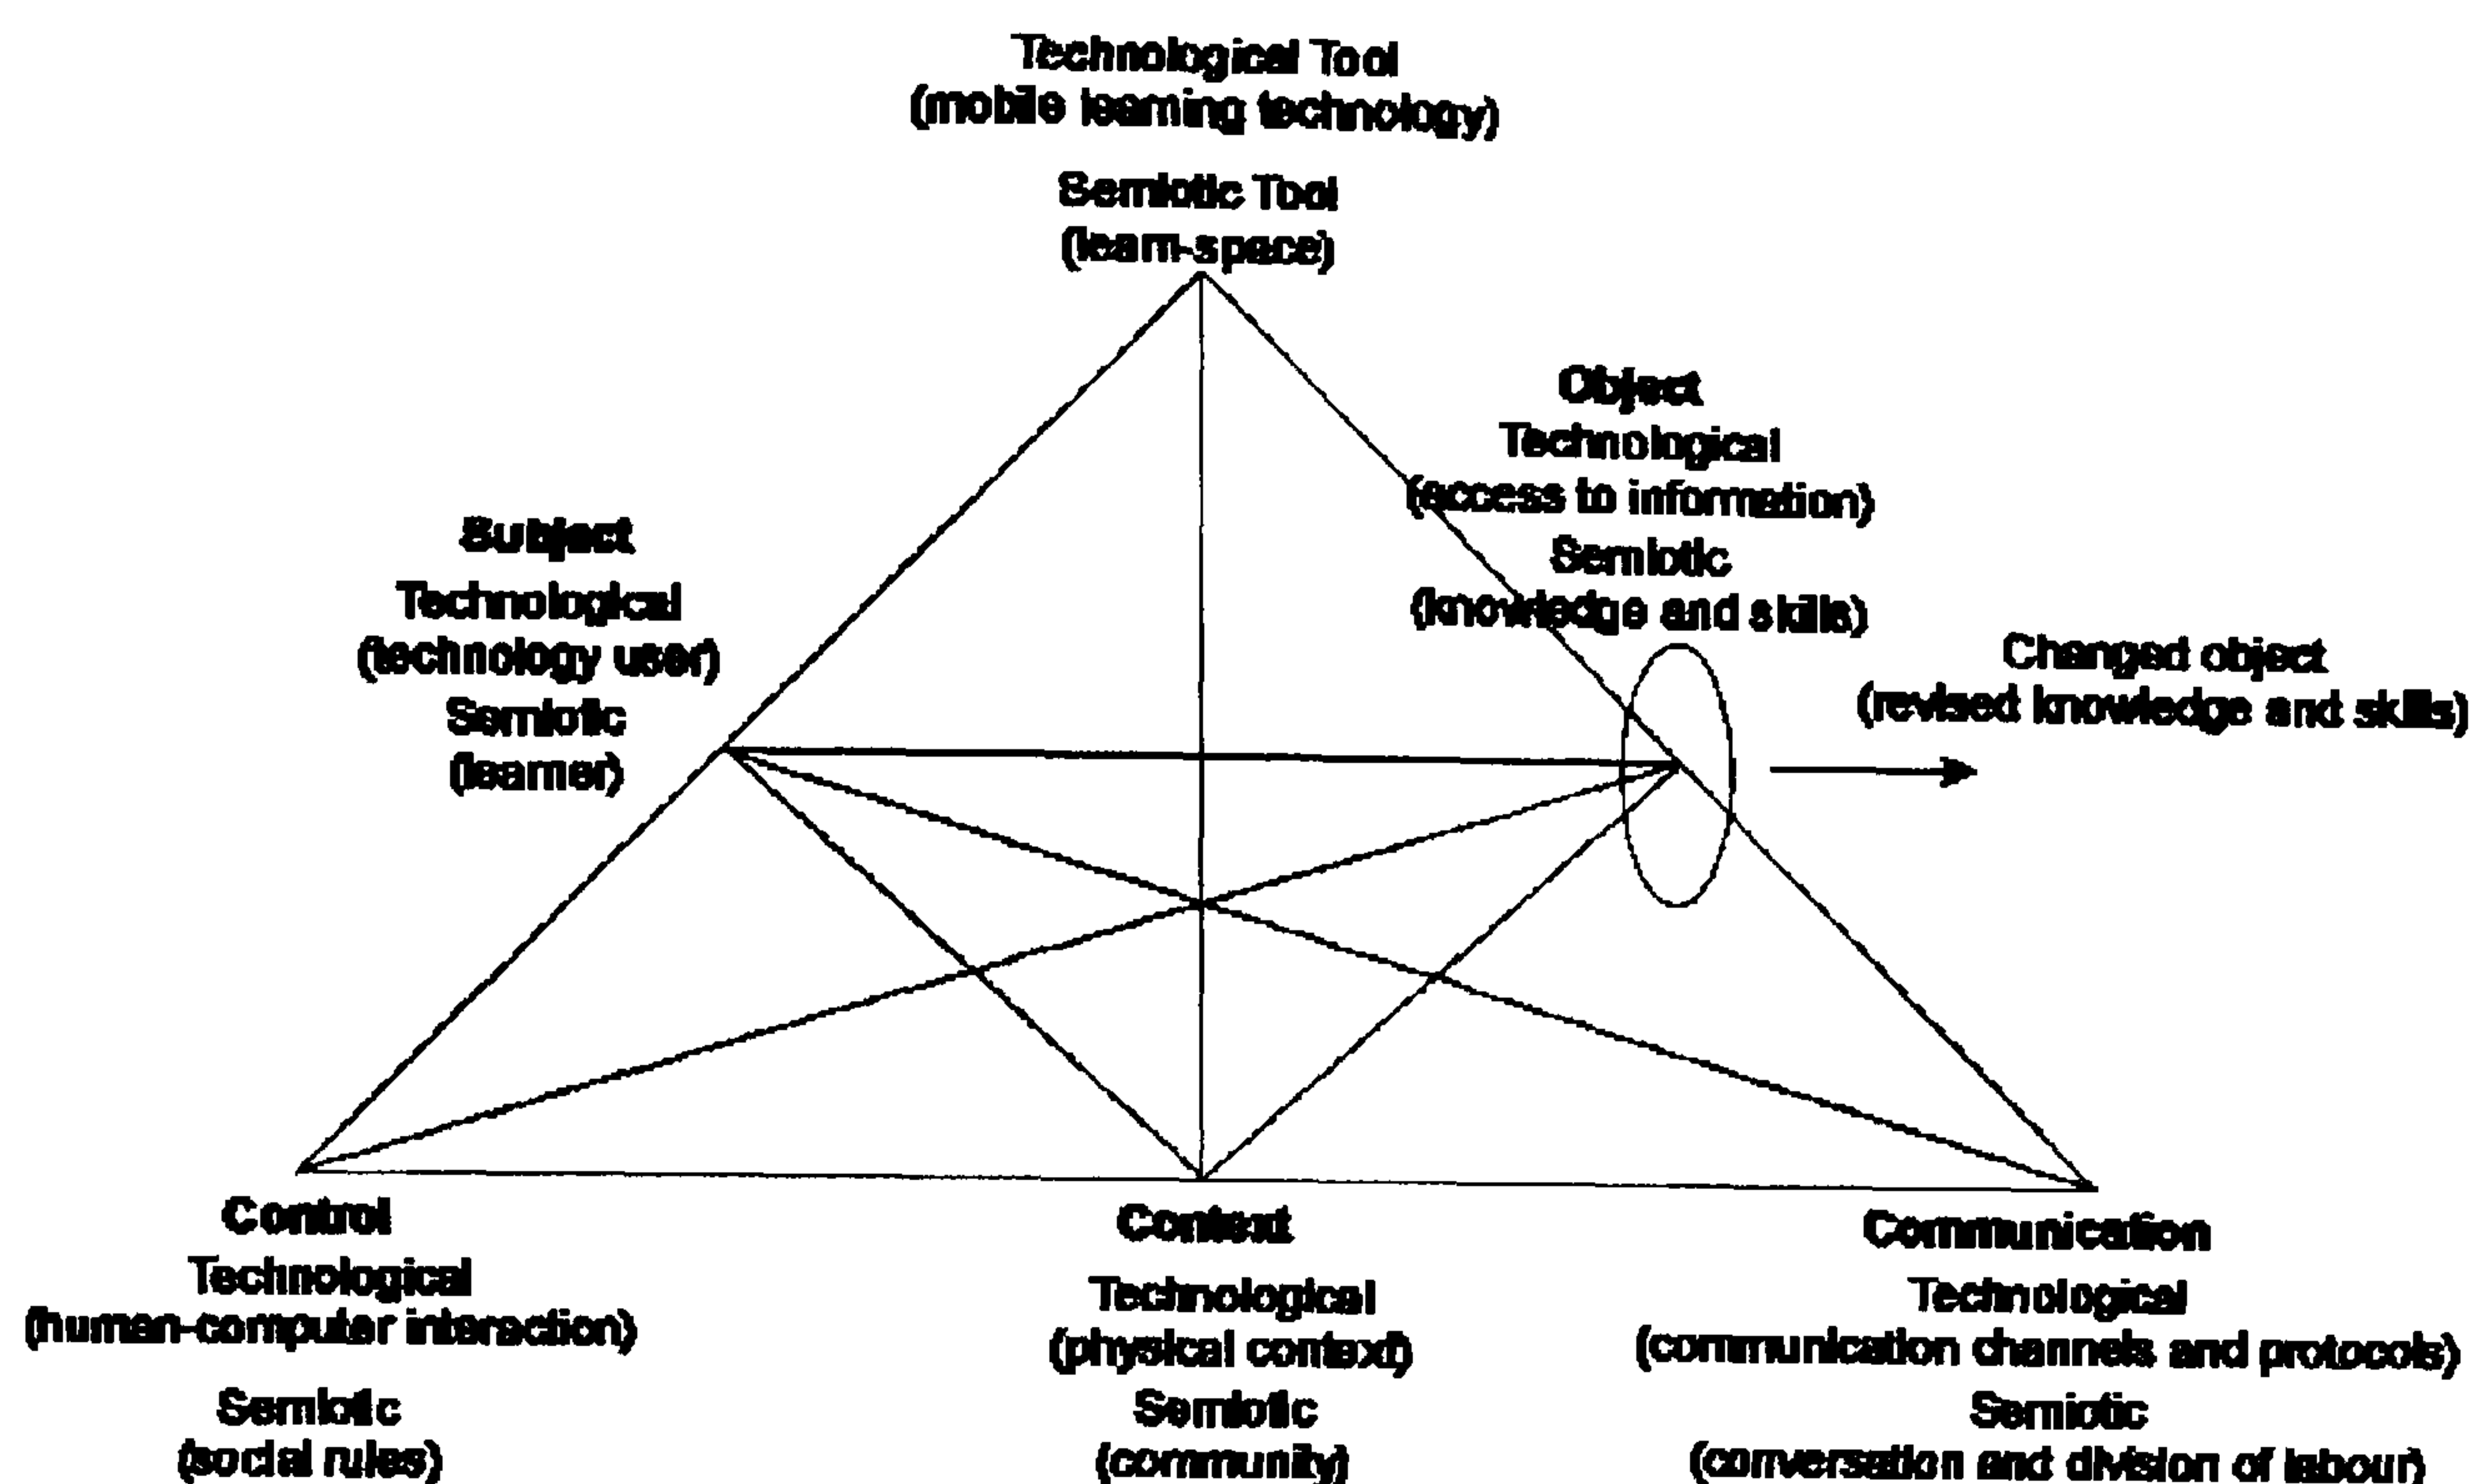 Technological Tool
(mobile learning technology)
Semiotic Tool
(learn-space)
Object
Technological
(access to information)
Semiotic
(knowledge and skills)
Subject
Technological
(technology user)
Semiotic
(learner)
Changed object
(revised knowledge and skills)
Control
Technological
(human-computer interaction)
Semiotic
(social rules)
Context
Technological
(physical context)
Semiotic
(community)
Communication
Technological
(communication channels and protocols)
Semiotic
(conversation and division of labour)